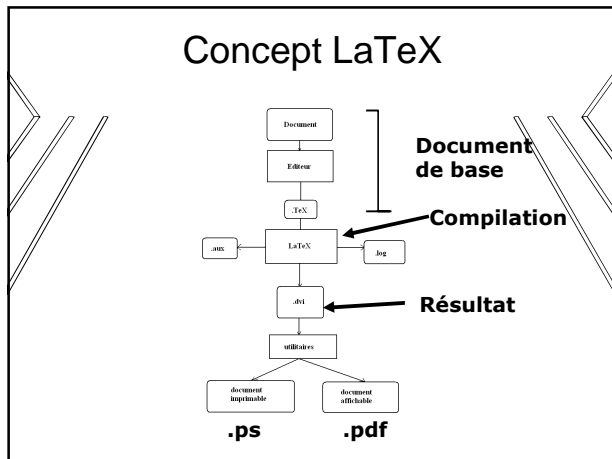 Concept LaTeX
Document
Editeur
Document
de base
.TeX
Compilation
.aux
LaTeX
.log
.dvi
Résultat
utilitaires
document
imprimable
document
affichable
.ps
.pdf